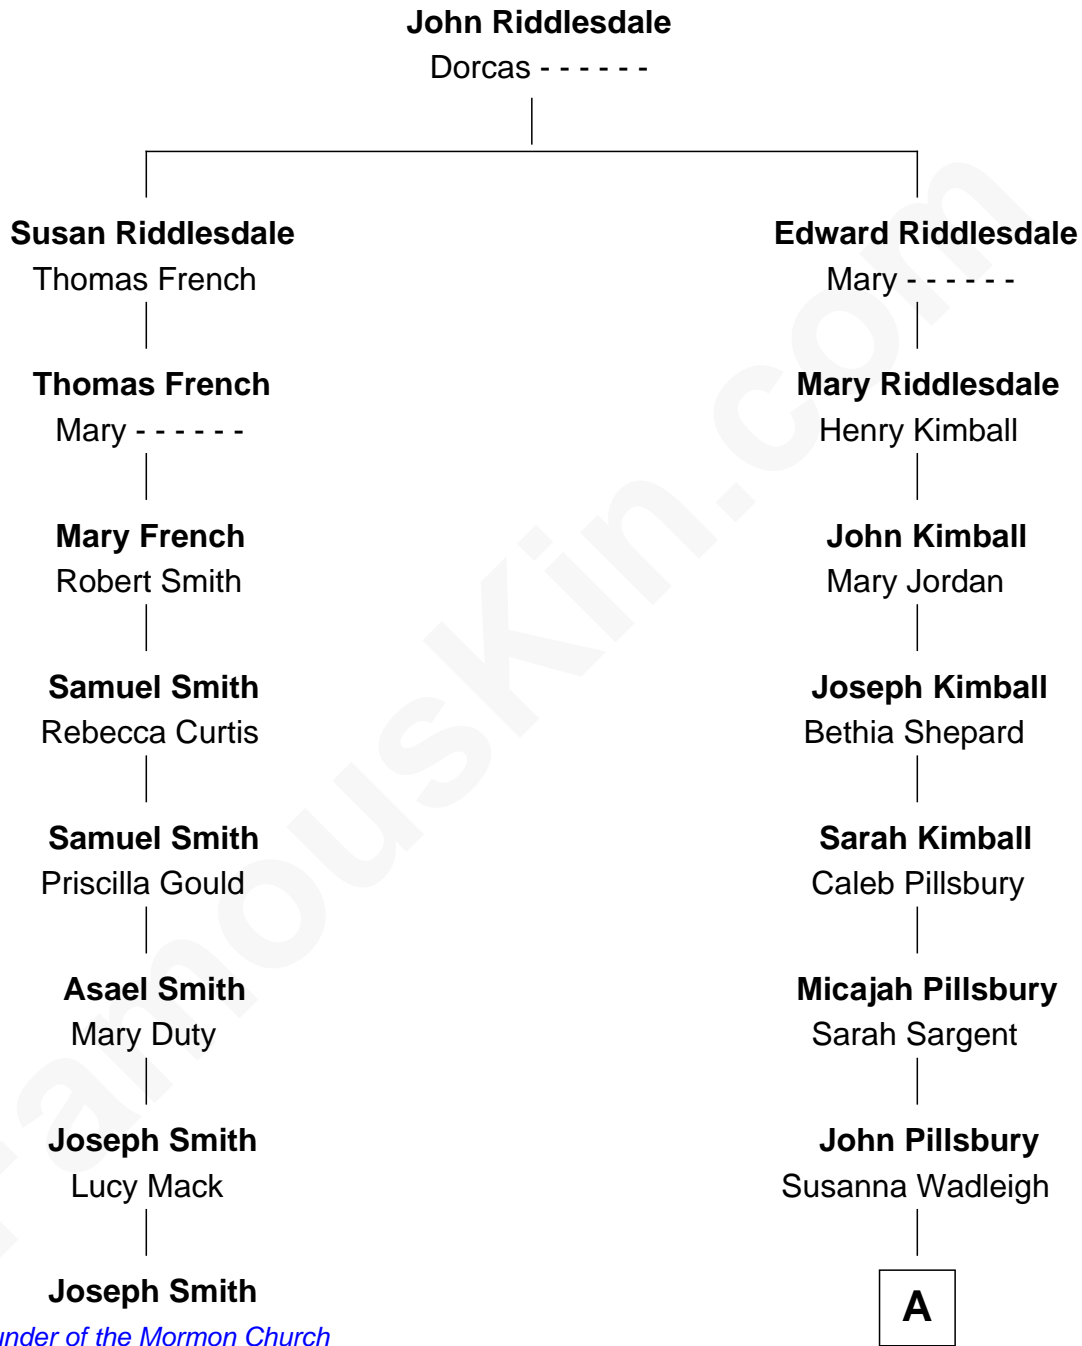 John Riddlesdale
Dorcas - - - - - -
Susan Riddlesdale
Thomas French
Edward Riddlesdale
Mary - - - - - -
Thomas French
Mary - - - - - -
Mary Riddlesdale
Henry Kimball
Mary French
Robert Smith
John Kimball
Mary Jordan
Samuel Smith
Rebecca Curtis
Joseph Kimball
Bethia Shepard
Samuel Smith
Priscilla Gould
Sarah Kimball
Caleb Pillsbury
Asael Smith
Mary Duty
Micajah Pillsbury
Sarah Sargent
Joseph Smith
Lucy Mack
John Pillsbury
Susanna Wadleigh
Joseph Smith
under of the Mormon Church
A
FamousKin.com